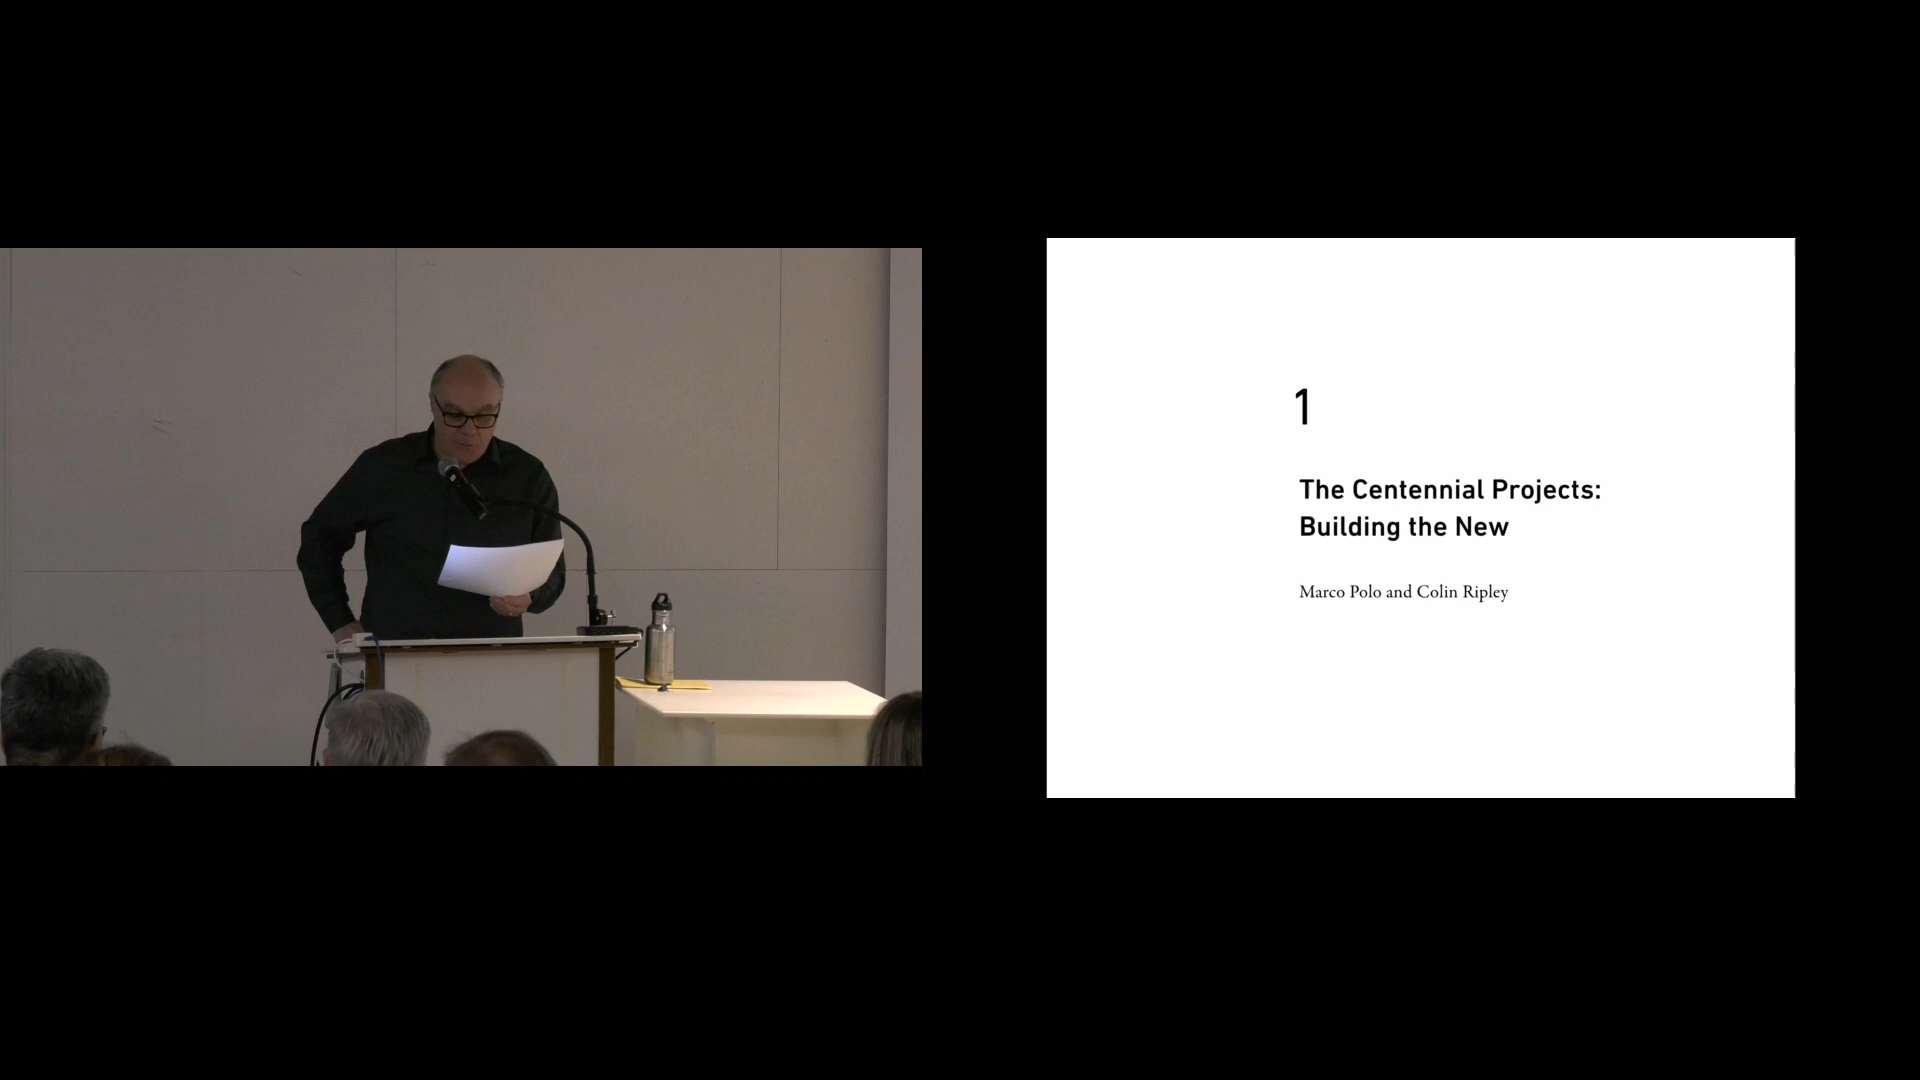 1
The Centennial Projects:
Building the New
Marco Polo and Colin Ripley